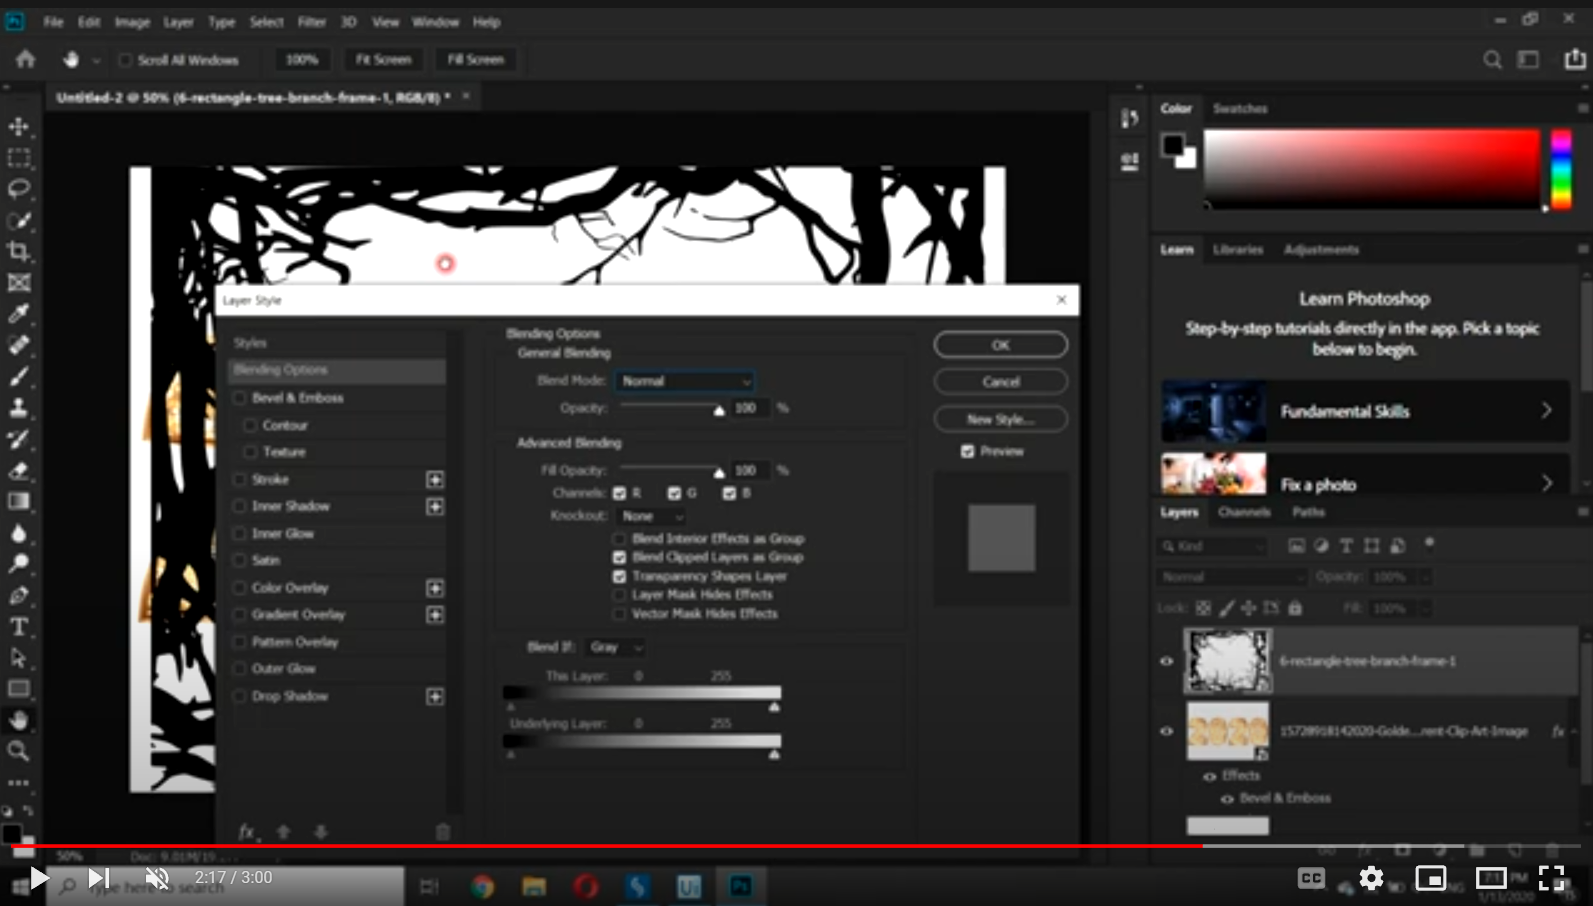 Ps File Edit Image Layer Type Select Filter 3D View Window Help
Scroll All Windows 100% Fit Screen Fill Screen
Untitled-2 @ 50% (6-rectangle-tree-branch-frame-1, RGB/8) *
Color Swatches
Learn Libraries Adjustments
Learn Photoshop
Step-by-step tutorials directly in the app. Pick a topic
below to begin.
Fundamental Skills
Fix a photo
Layer Style
Styles
Blending Options
Bevel & Emboss
Contour
Texture
Stroke
Inner Shadow
Inner Glow
Satin
Color Overlay
Gradient Overlay
Pattern Overlay
Outer Glow
Drop Shadow
fx
Blending Options
General Blending
Blend Mode: Normal
Opacity: 100 %
Advanced Blending
Fill Opacity: 100 %
Channels: R G B
Knockout: None
Blend Interior Effects as Group
Blend Clipped Layers as Group
Transparency Shapes Layer
Layer Mask Hides Effects
Vector Mask Hides Effects
Blend If: Gray
This Layer: 0 255
Underlying Layer: 0 255
OK
Cancel
New Style...
Preview
Layers Channels Paths
Kind
Normal Opacity: 100%
Lock: Fill: 100%
6-rectangle-tree-branch-frame-1
15728918142020-Golde...rent-Clip-Art-Image fx
Effects
Bevel & Emboss
50%
Type here to search
2:17 / 3:00
CC
PM
1/13/2020